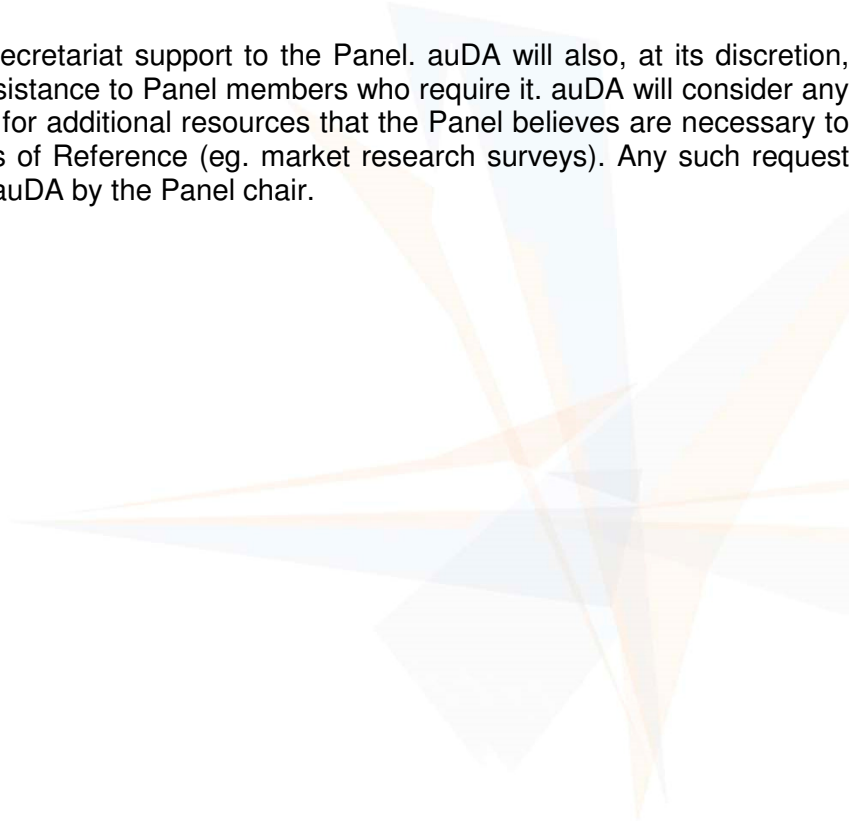 ecretariat support to the Panel. auDA will also, at its discretion,
sistance to Panel members who require it. auDA will consider any
for additional resources that the Panel believes are necessary to
s of Reference (eg. market research surveys). Any such request
auDA by the Panel chair.